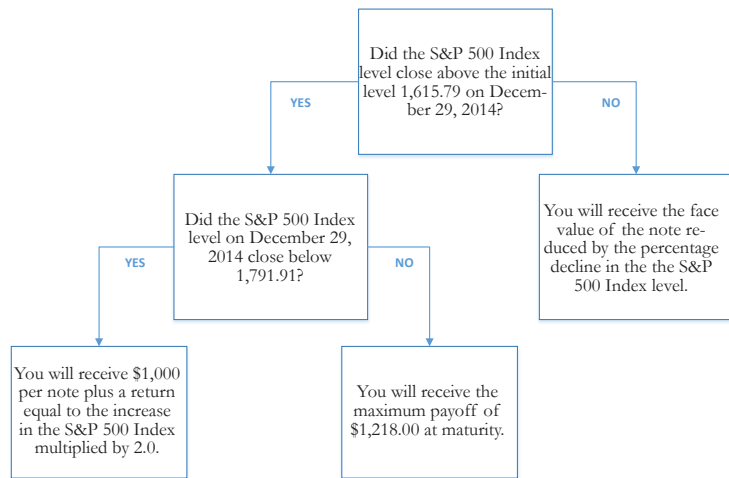 Did the S&P 500 Index
level close above the initial
level 1,615.79 on Decem-
ber 29, 2014?
YES
NO
Did the S&P 500 Index
level on December 29,
2014 close below
1,791.91?
You will receive the face
value of the note re-
duced by the percentage
decline in the the S&P
500 Index level.
YES
NO
You will receive $1,000
per note plus a return
equal to the increase
in the S&P 500 Index
multiplied by 2.0.
You will receive the
maximum payoff of
$1,218.00 at maturity.